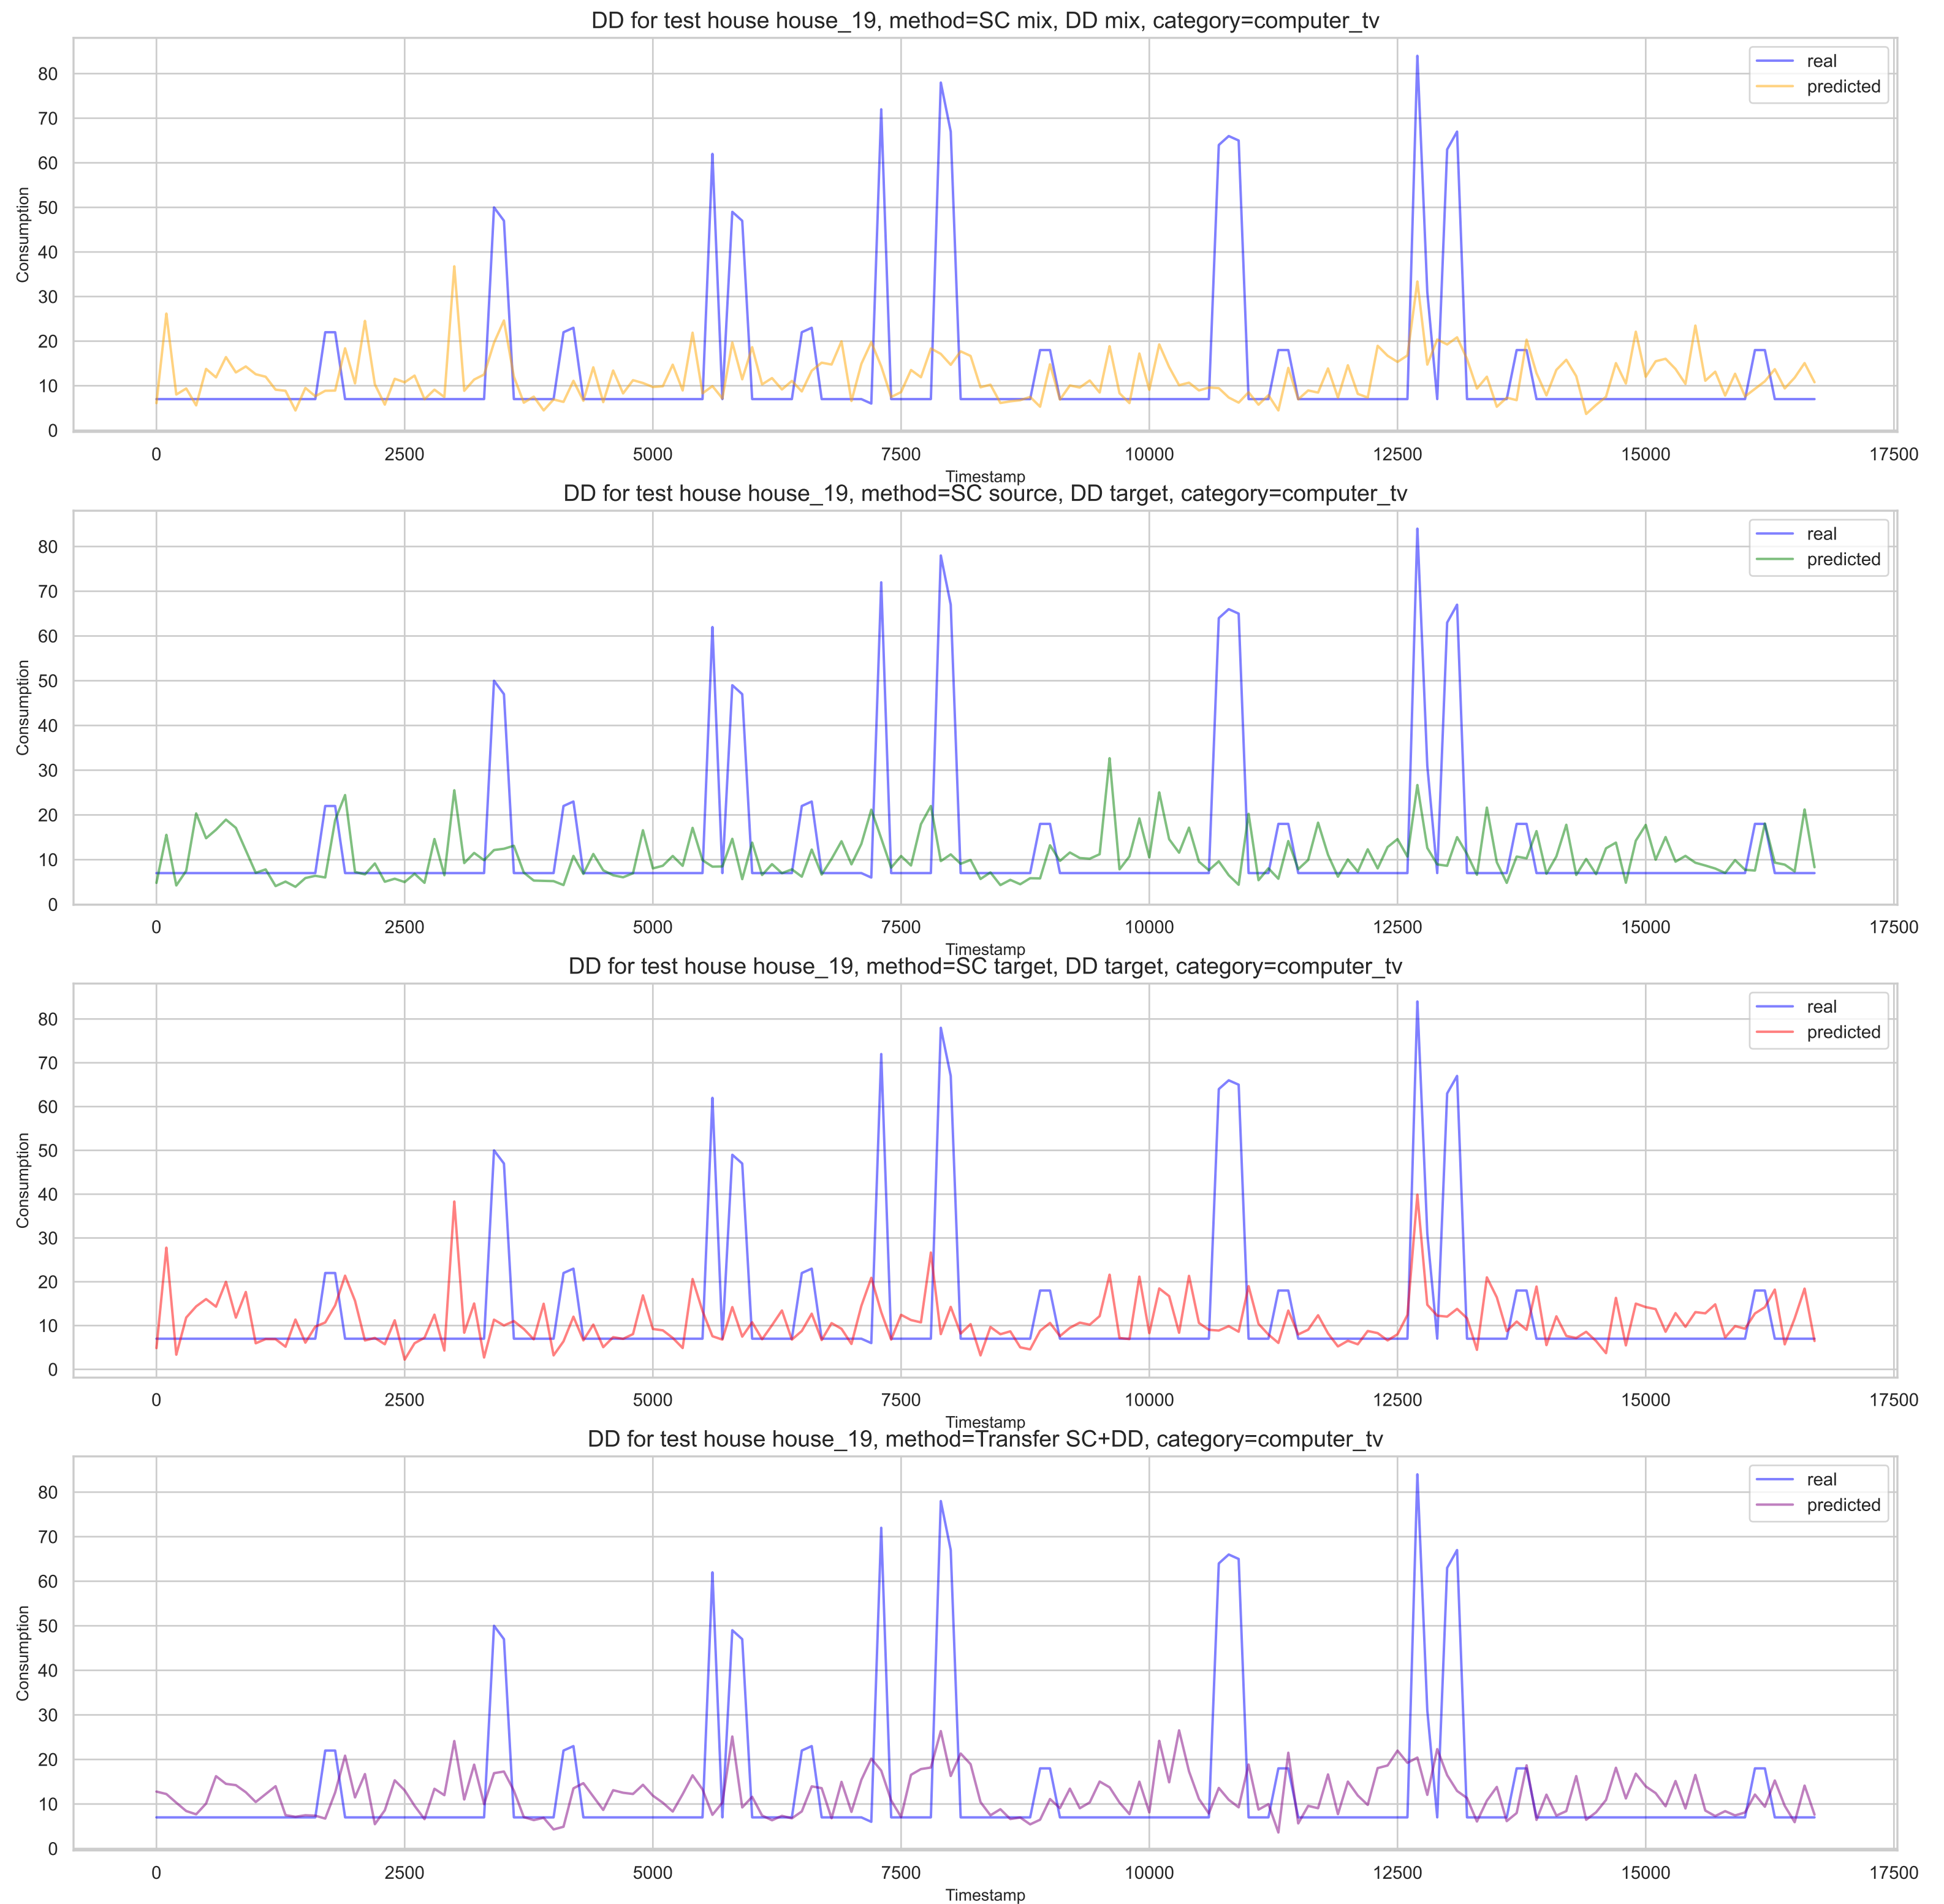 DD for test house house_19, method=SC mix, DD mix, category=computer_tv
real
predicted
80
70
60
50
40
30
20
10
0
Consumption
0 2500 5000 7500 10000 12500 15000 17500
Timestamp
DD for test house house_19, method=SC source, DD target, category=computer_tv
real
predicted
80
70
60
50
40
30
20
10
0
Consumption
0 2500 5000 7500 10000 12500 15000 17500
Timestamp
DD for test house house_19, method=SC target, DD target, category=computer_tv
real
predicted
80
70
60
50
40
30
20
10
0
Consumption
0 2500 5000 7500 10000 12500 15000 17500
Timestamp
DD for test house house_19, method=Transfer SC+DD, category=computer_tv
real
predicted
80
70
60
50
40
30
20
10
0
Consumption
0 2500 5000 7500 10000 12500 15000 17500
Timestamp